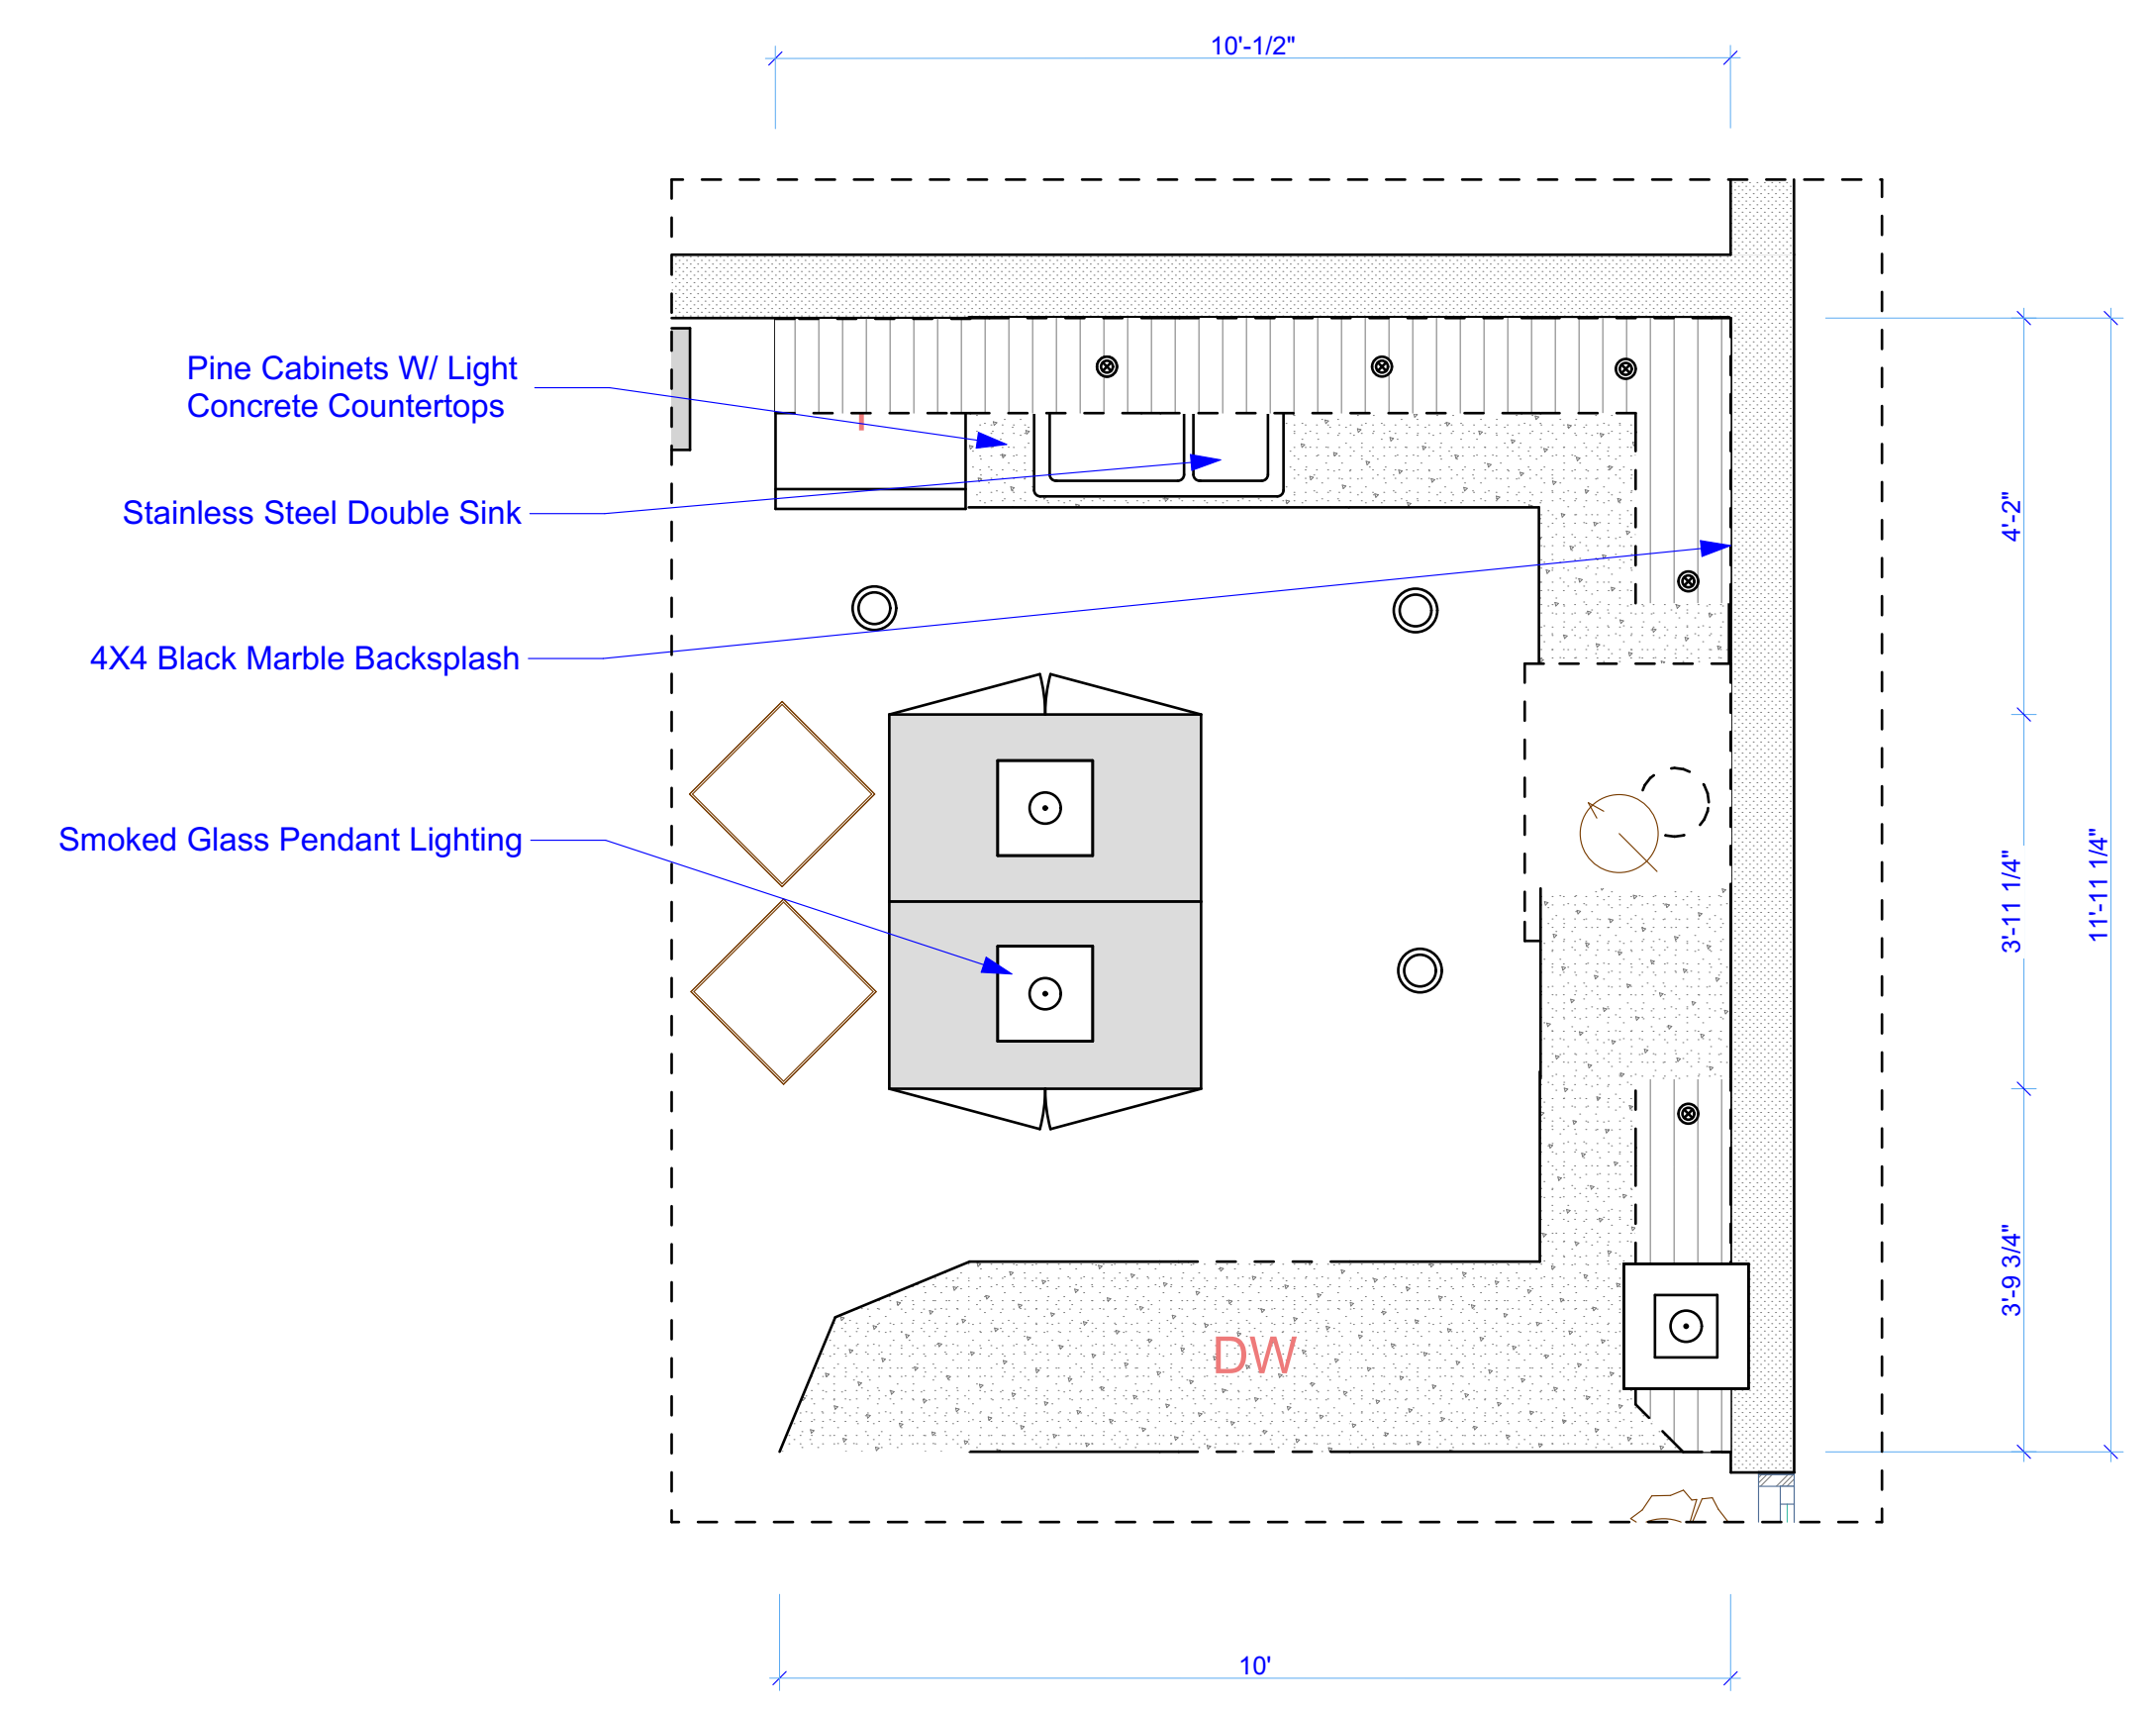 10'-1/2"
Pine Cabinets W/ Light
Concrete Countertops
Stainless Steel Double Sink
4'-2"
4X4 Black Marble Backsplash
Smoked Glass Pendant Lighting
3'-11 1/4"
11'-11 1/4"
3'-9 3/4"
DW
10'